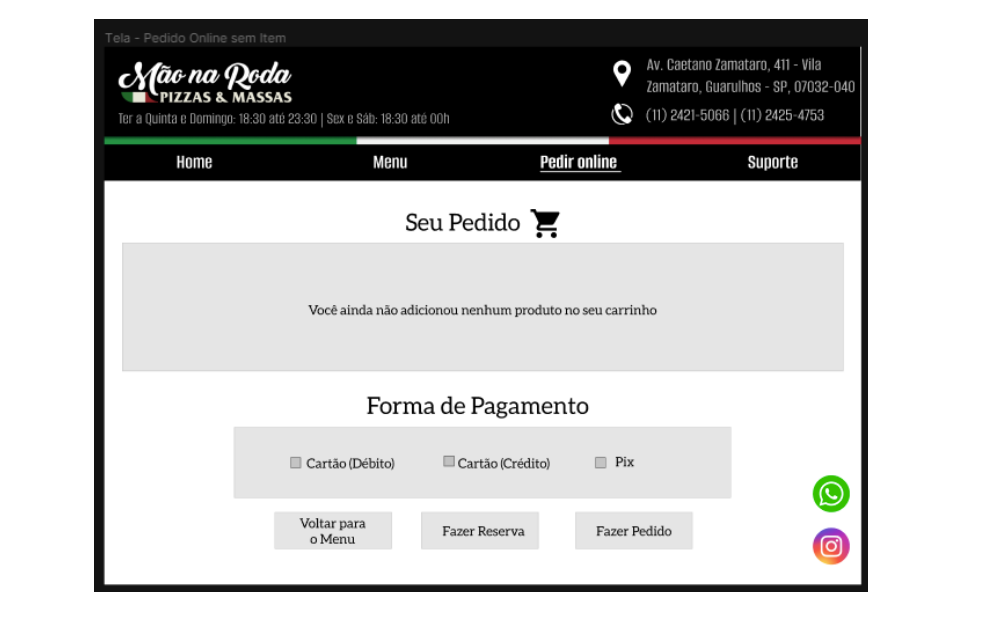 Tela - Pedido Online sem Item
Mão na Roda
PIZZAS & MASSAS
Ter a Quinta e Domingo: 18:30 até 23:30 | Sex e Sáb: 18:30 até 00h
Av. Caetano Zamataro, 411 - Vila
Zamataro, Guarulhos - SP, 07032-040
(11) 2421-5066 | (11) 2425-4753
Home Menu Pedir online Suporte
Seu Pedido
Você ainda não adicionou nenhum produto no seu carrinho
Forma de Pagamento
Cartão (Débito) Cartão (Crédito) Pix
Voltar para
o Menu
Fazer Reserva
Fazer Pedido